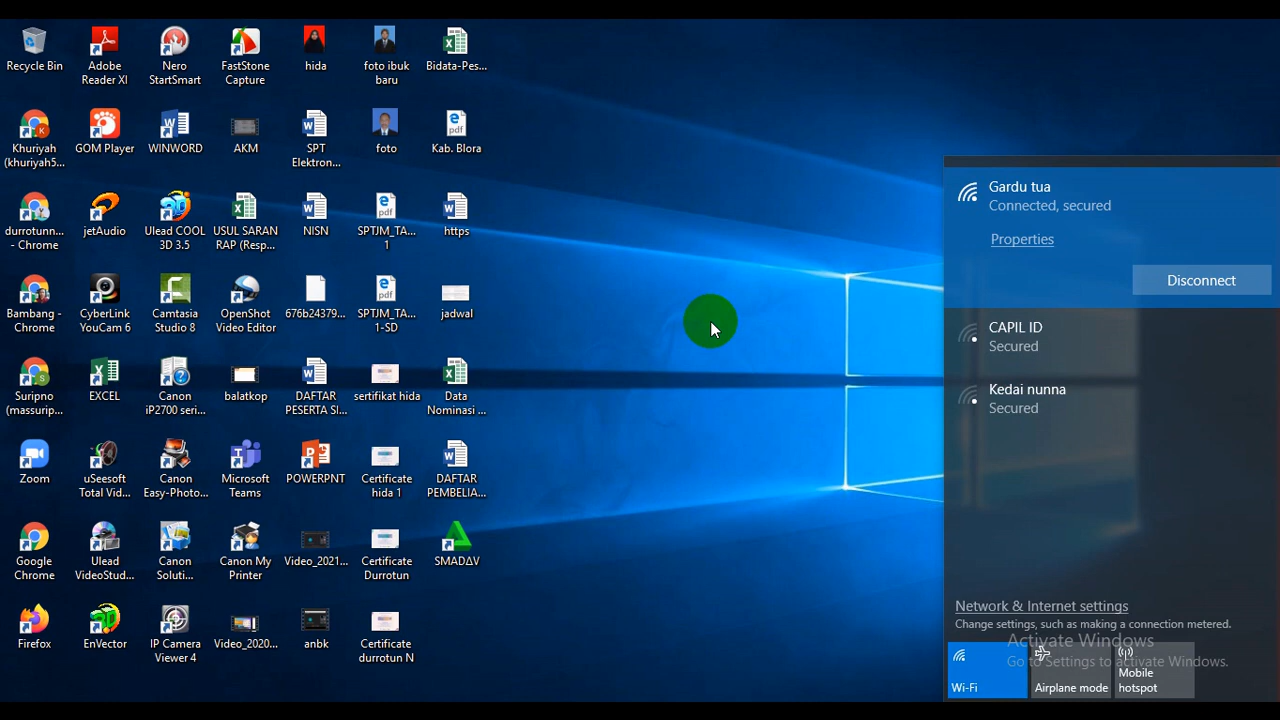 Recycle Bin
Adobe
Reader XI
Nero
StartSmart
FastStone
Capture
hida
foto ibuk
baru
Bidata-Pes...
Khuriyah
(khuriyah5...
GOM Player
WINWORD
AKM
SPT
Elektron...
foto
Kab. Blora
durrotunn...
- Chrome
jetAudio
Ulead COOL
3D 3.5
USUL SARAN
RAP (Resp...
NISN
SPTJM_TA...
1
https
Bambang -
Chrome
CyberLink
YouCam 6
Camtasia
Studio 8
OpenShot
Video Editor
676b24379...
SPTJM_TA...
1-SD
jadwal
Suripno
(massurip...
EXCEL
Canon
iP2700 seri...
balatkop
DAFTAR
PESERTA SI...
sertifikat hida
Data
Nominasi ...
Zoom
uSeesoft
Total Vid...
Canon
Easy-Photo...
Microsoft
Teams
POWERPNT
Certificate
hida 1
DAFTAR
PEMBELIA...
Google
Chrome
Ulead
VideoStud...
Canon
Soluti...
Canon My
Printer
Video_2021...
Certificate
Durrotun
SMADΔV
Firefox
EnVector
IP Camera
Viewer 4
Video_2020...
anbk
Certificate
durrotun N
Gardu tua
Connected, secured
Properties
Disconnect
CAPIL ID
Secured
Kedai nunna
Secured
Network & Internet settings
Change settings, such as making a connection metered.
Activate Windows
Go to Settings to activate Windows.
Wi-Fi
Airplane mode
Mobile
hotspot